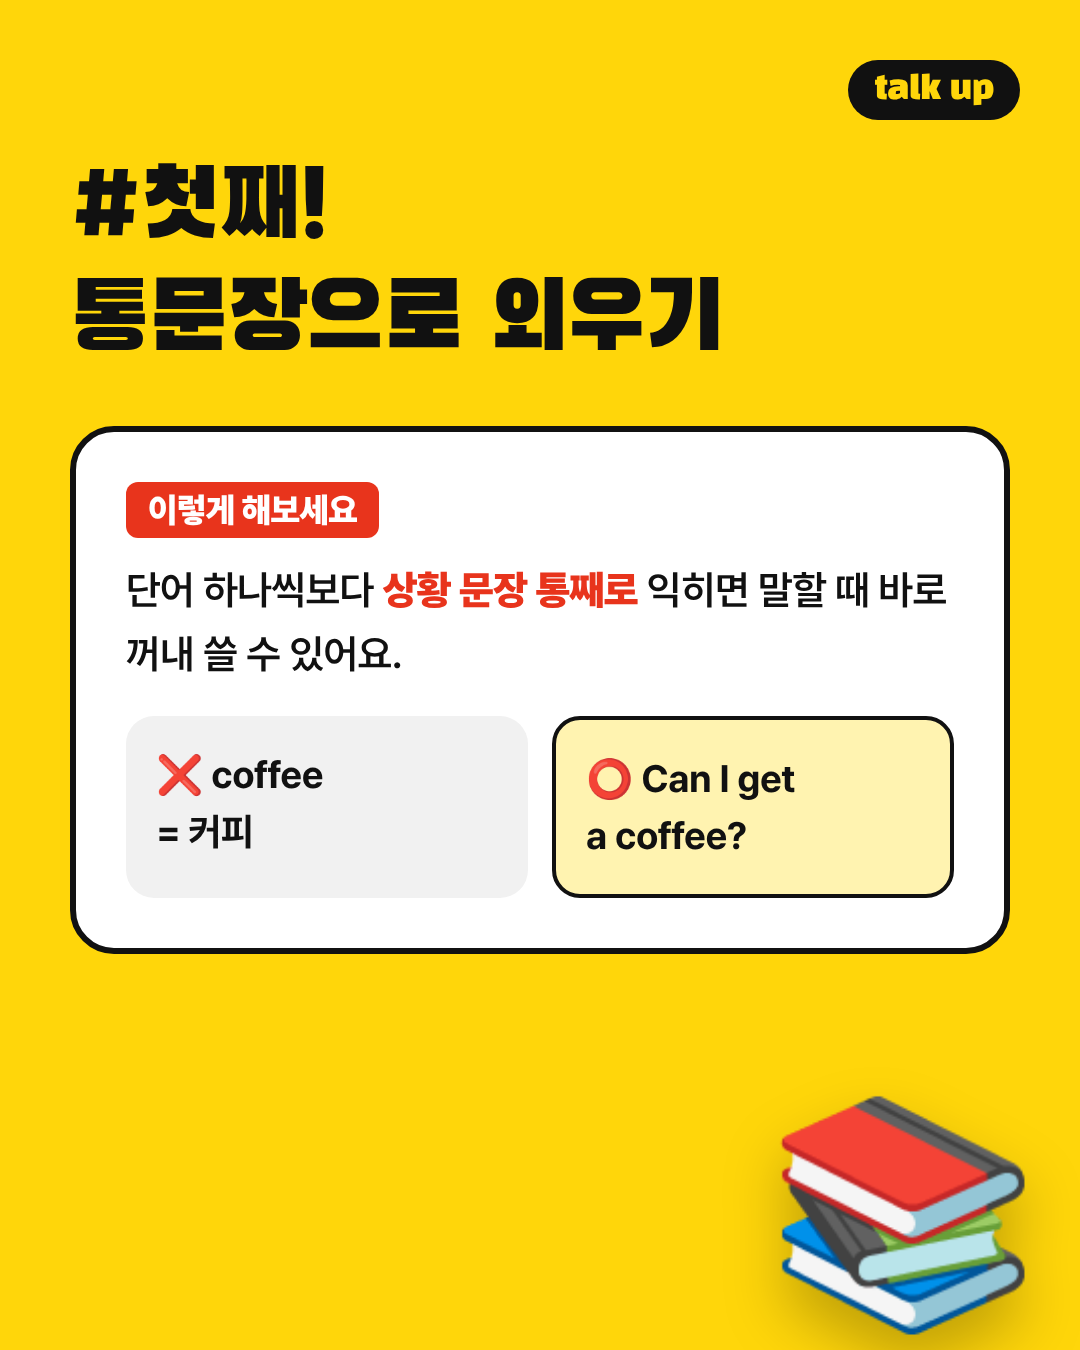 talk up
#첫째!
통문장으로 외우기
이렇게 해보세요
단어 하나씩보다 상황 문장 통째로 익히면 말할 때 바로
꺼내 쓸 수 있어요.
❌ coffee
= 커피
⭕ Can I get
a coffee?